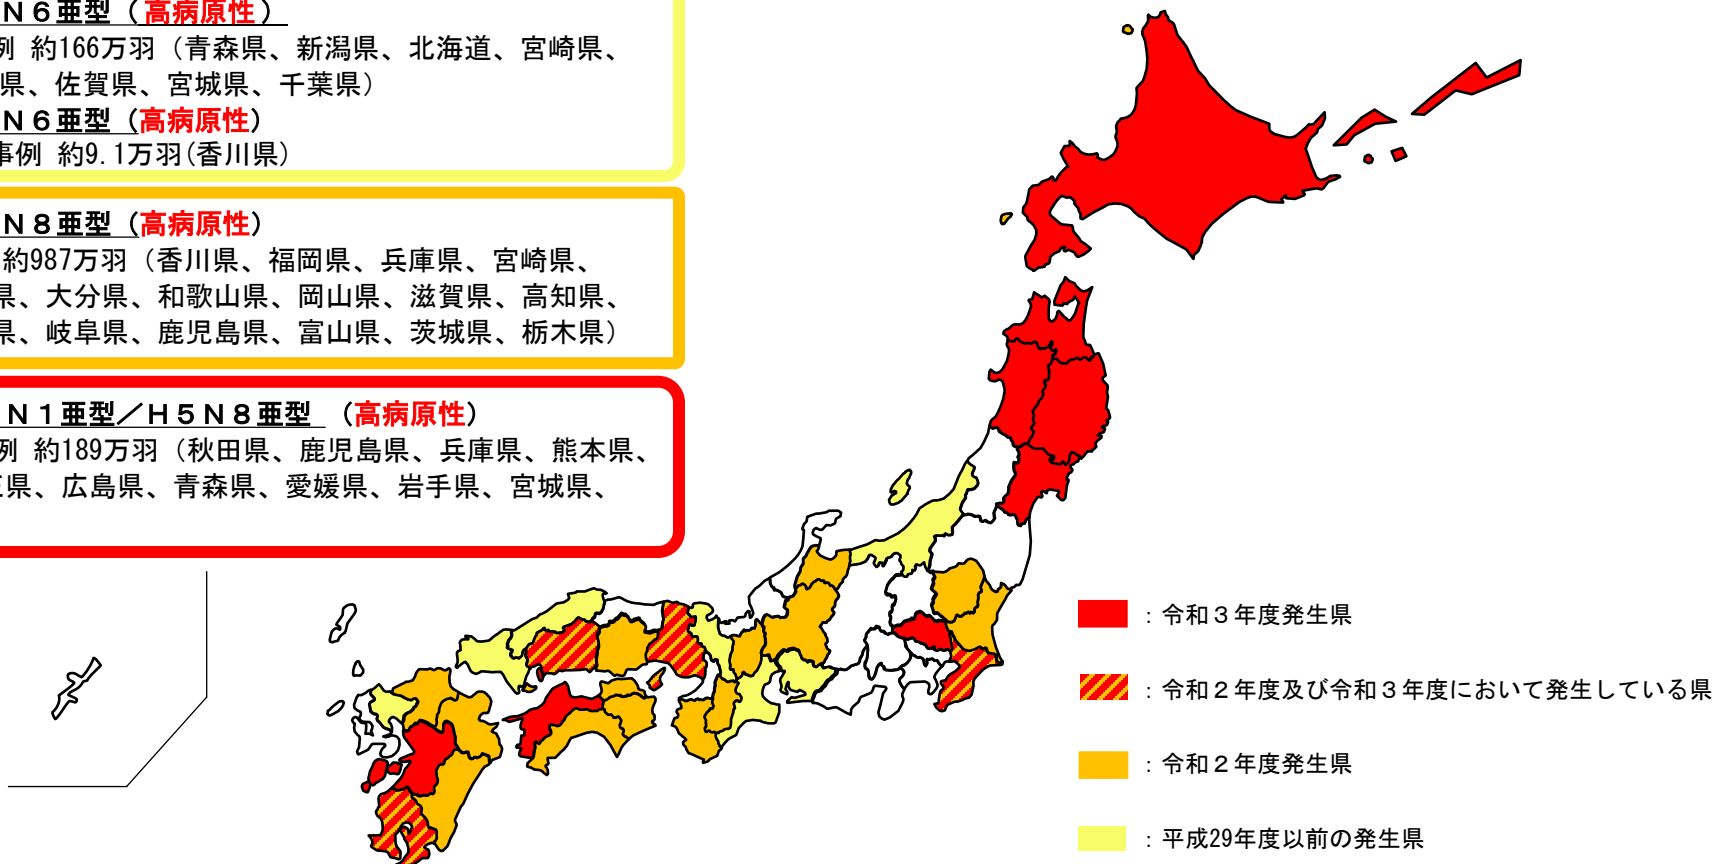 Ｎ６亜型（高病原性）
例 約166万羽（青森県、新潟県、北海道、宮崎県、
県、佐賀県、宮城県、千葉県）
Ｎ６亜型（高病原性）
事例 約9.1万羽(香川県）
Ｎ８亜型（高病原性）
約987万羽（香川県、福岡県、兵庫県、宮崎県、
県、大分県、和歌山県、岡山県、滋賀県、高知県、
県、岐阜県、鹿児島県、富山県、茨城県、栃木県）
Ｎ１亜型／Ｈ５Ｎ８亜型 （高病原性）
例 約189万羽（秋田県、鹿児島県、兵庫県、熊本県、
県、広島県、青森県、愛媛県、岩手県、宮城県、
：令和３年度発生県
：令和２年度及び令和３年度において発生している県
：令和２年度発生県
：平成29年度以前の発生県